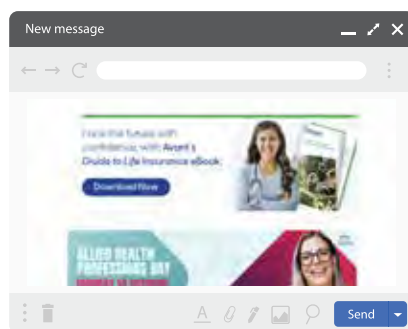 New message
Face the future with
confidence, with Avant's
Guide to Life Insurance eBook.
Download Now
ALLIED HEALTH
PROFESSIONS DAY
A
Send